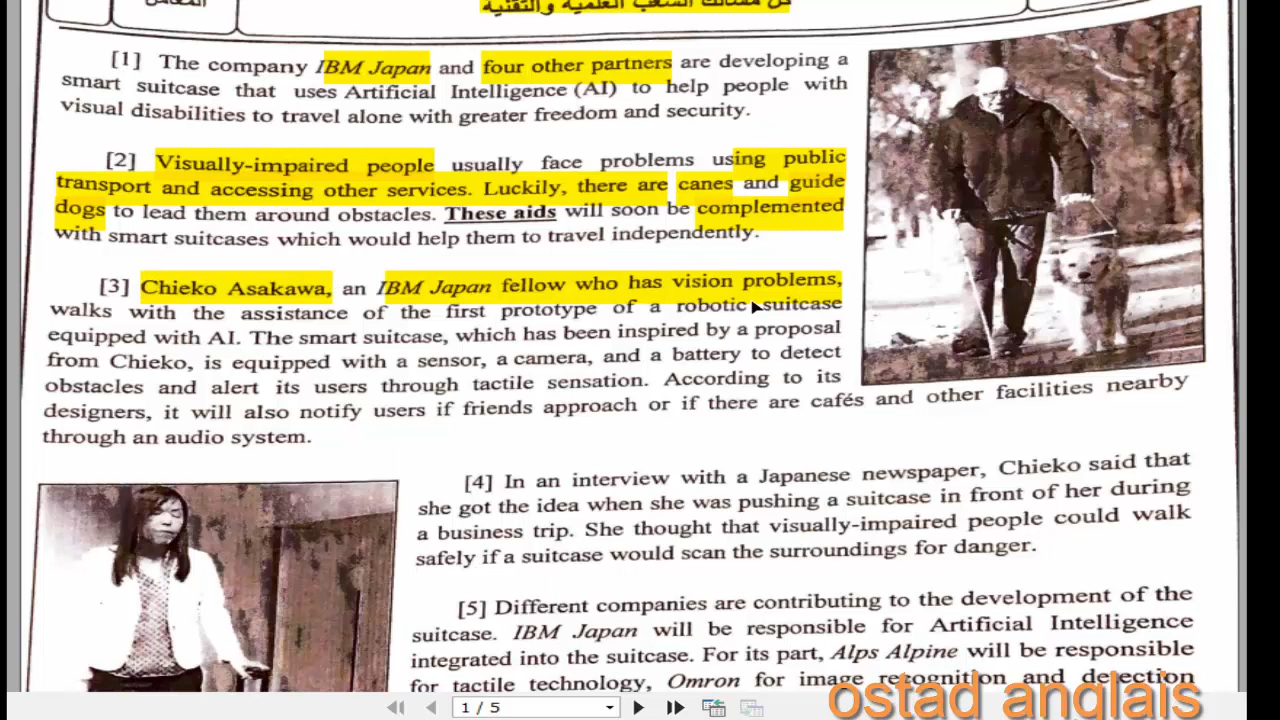 كل مسالك الشعب العلمية والتقنية
المعامل
[1] The company IBM Japan and four other partners are developing a
smart suitcase that uses Artificial Intelligence (AI) to help people with
visual disabilities to travel alone with greater freedom and security.
[2] Visually-impaired people usually face problems using public
transport and accessing other services. Luckily, there are canes and guide
dogs to lead them around obstacles. These aids will soon be complemented
with smart suitcases which would help them to travel independently.
[3] Chieko Asakawa, an IBM Japan fellow who has vision problems,
walks with the assistance of the first prototype of a robotic suitcase
equipped with AI. The smart suitcase, which has been inspired by a proposal
from Chieko, is equipped with a sensor, a camera, and a battery to detect
obstacles and alert its users through tactile sensation. According to its
designers, it will also notify users if friends approach or if there are cafés and other facilities nearby
through an audio system.
[4] In an interview with a Japanese newspaper, Chieko said that
she got the idea when she was pushing a suitcase in front of her during
a business trip. She thought that visually-impaired people could walk
safely if a suitcase would scan the surroundings for danger.
[5] Different companies are contributing to the development of the
suitcase. IBM Japan will be responsible for Artificial Intelligence
integrated into the suitcase. For its part, Alps Alpine will be responsible
for tactile technology, Omron for image recognition and detection
1 / 5
ostad anglais